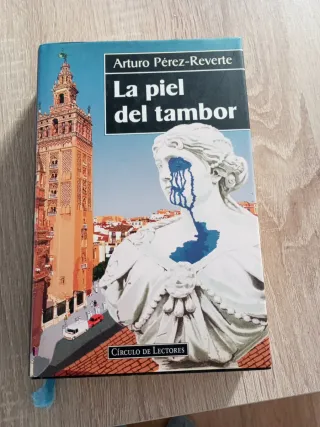 Arturo Pérez-Reverte
La piel
del tambor
CÍRCULO DE LECTORES